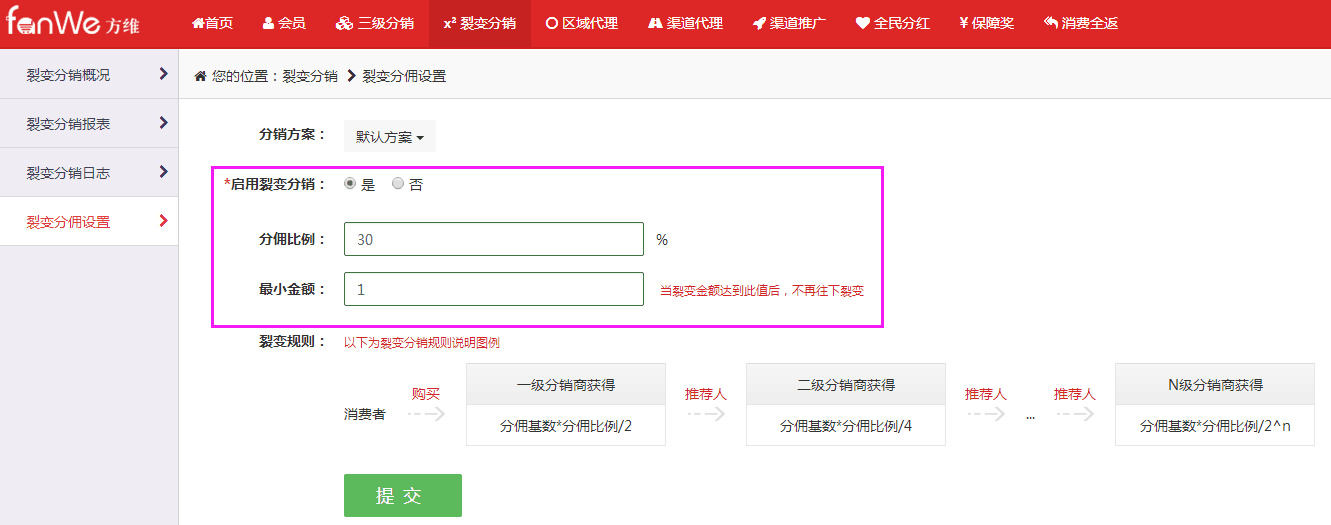 fanWe 方维 首页 会员 三级分销 x² 裂变分销 区域代理 渠道代理 渠道推广 全民分红 ¥ 保障奖 消费全返
裂变分销概况
裂变分销报表
裂变分销日志
裂变分佣设置
您的位置：裂变分销 裂变分佣设置
分销方案： 默认方案
*启用裂变分销： 是 否
分佣比例： 30 %
最小金额： 1 当裂变金额达到此值后，不再往下裂变
裂变规则： 以下为裂变分销规则说明图例
消费者 购买 一级分销商获得 推荐人 二级分销商获得 推荐人 ... 推荐人 N级分销商获得
分佣基数*分佣比例/2 分佣基数*分佣比例/4 分佣基数*分佣比例/2^n
提 交